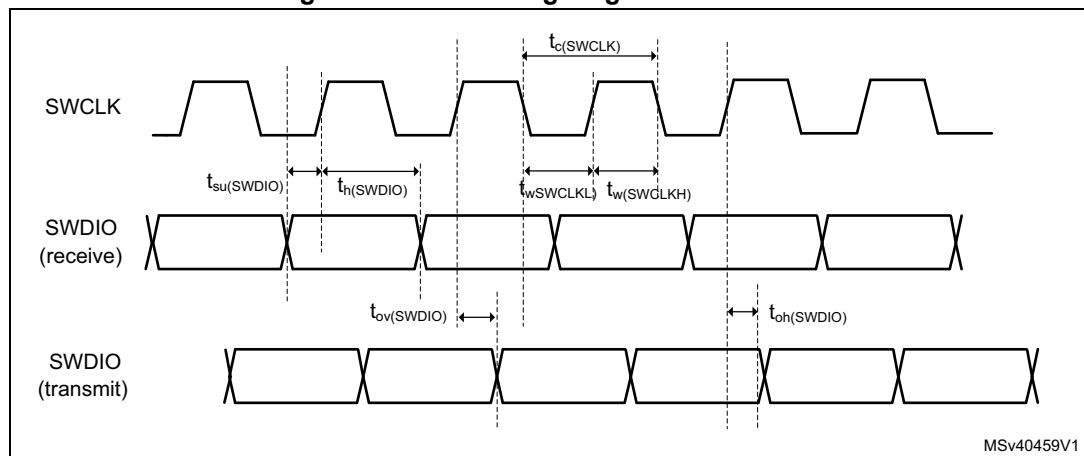 tc(SWCLK)
SWCLK
tsu(SWDIO)
th(SWDIO)
twSWCLKL)
tw(SWCLKH)
SWDIO
(receive)
tov(SWDIO)
toh(SWDIO)
SWDIO
(transmit)
MSv40459V1